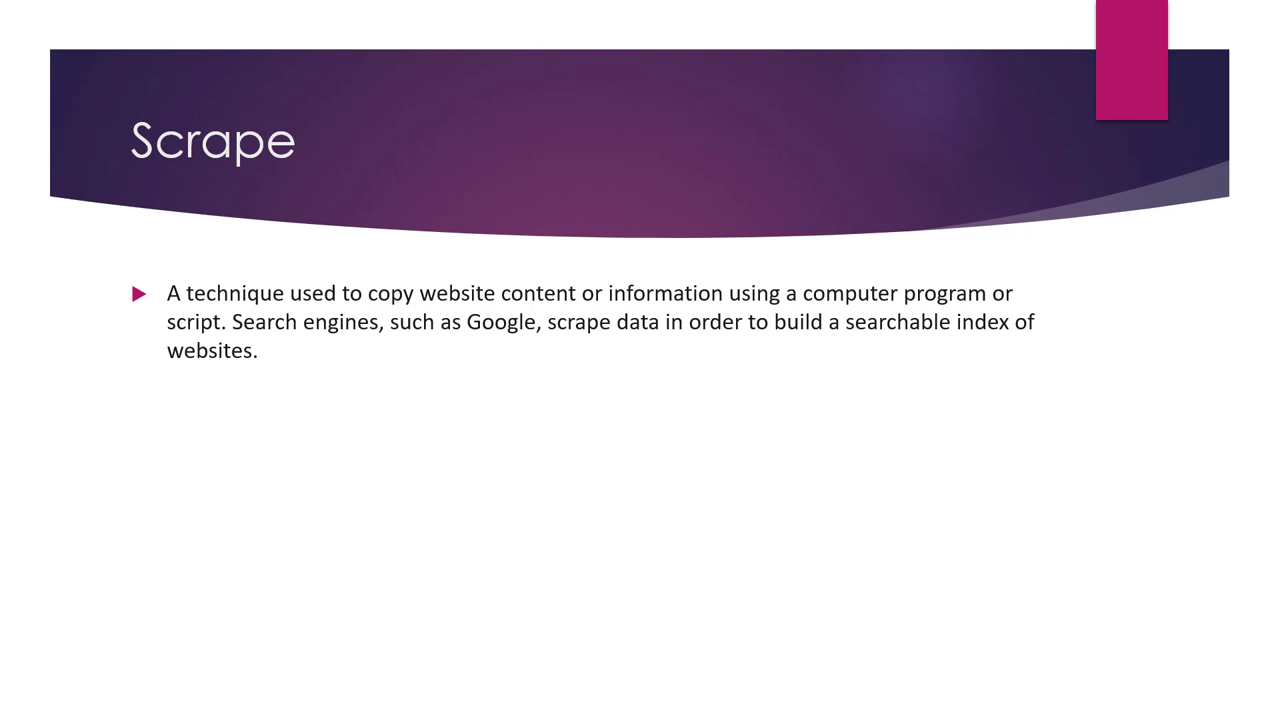 Scrape
A technique used to copy website content or information using a computer program or
script. Search engines, such as Google, scrape data in order to build a searchable index of
websites.